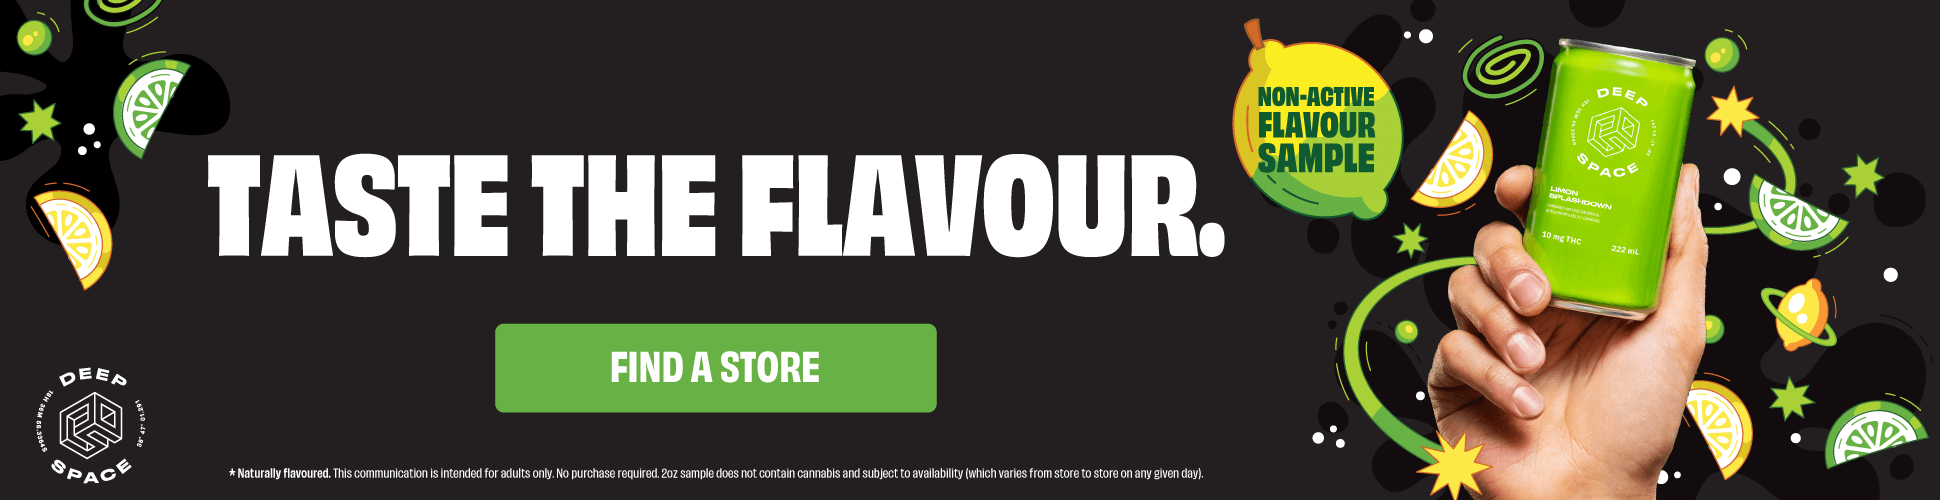 TASTE THE FLAVOUR.
FIND A STORE
NON-ACTIVE
FLAVOUR
SAMPLE
DEEP
SPACE
LIMON
SPLASHDOWN
10 mg THC
222 mL
DEEP
SPACE
* Naturally flavoured. This communication is intended for adults only. No purchase required. 2oz sample does not contain cannabis and subject to availability (which varies from store to store on any given day).